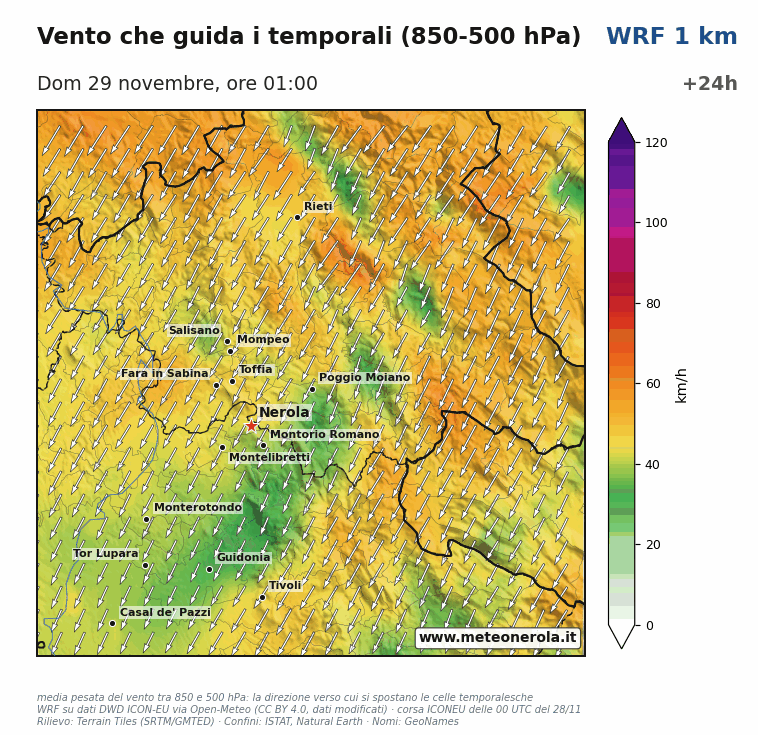 Vento che guida i temporali (850-500 hPa) WRF 1 km
Dom 29 novembre, ore 01:00 +24h
Rieti
Salisano
Mompeo
Fara in Sabina
Toffia
Poggio Moiano
Nerola
Montorio Romano
Montelibretti
Monterotondo
Tor Lupara
Guidonia
Tivoli
Casal de' Pazzi
www.meteonerola.it
120
100
80
60
40
20
0
km/h
media pesata del vento tra 850 e 500 hPa: la direzione verso cui si spostano le celle temporalesche
WRF su dati DWD ICON-EU via Open-Meteo (CC BY 4.0, dati modificati) · corsa ICONEU delle 00 UTC del 28/11
Rilievo: Terrain Tiles (SRTM/GMTED) · Confini: ISTAT, Natural Earth · Nomi: GeoNames